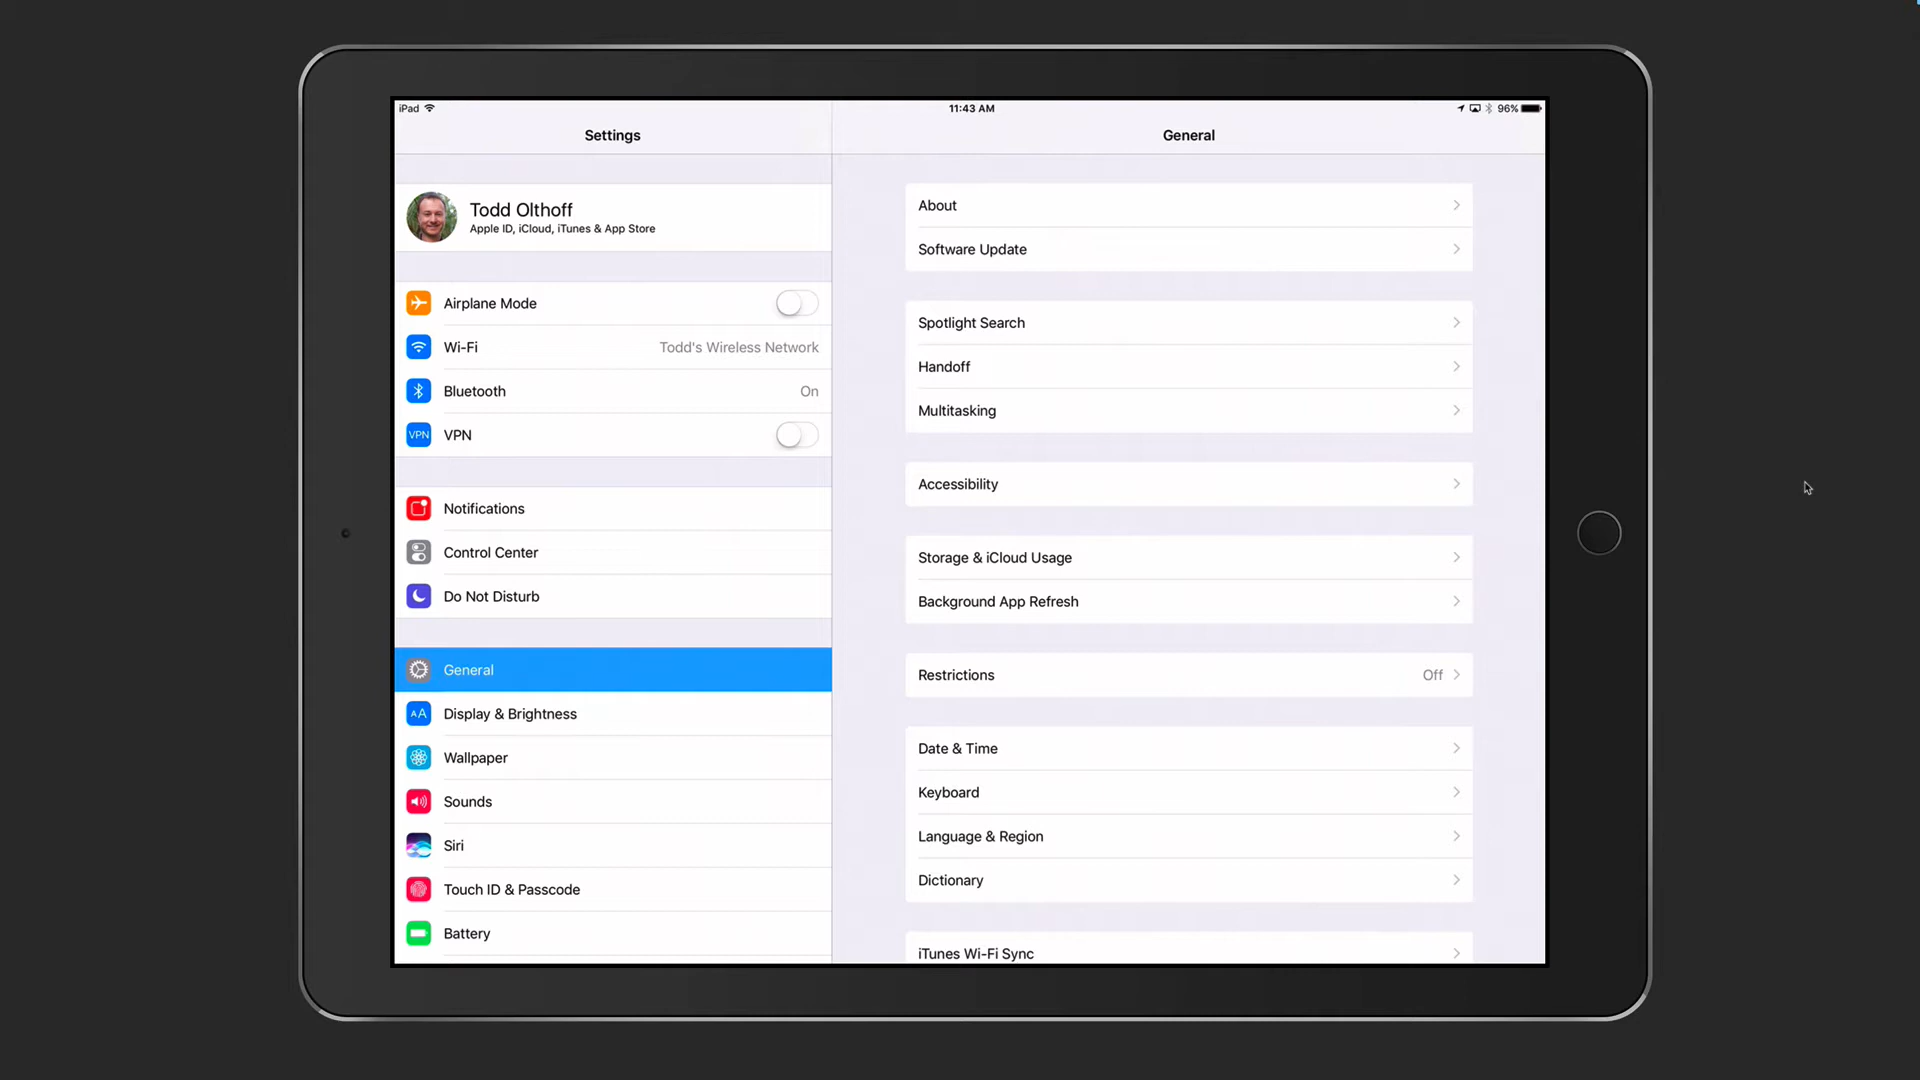 iPad
11:43 AM
96%
Settings
General
Todd Olthoff
Apple ID, iCloud, iTunes & App Store
Airplane Mode
Wi-Fi
Todd's Wireless Network
Bluetooth
On
VPN
VPN
Notifications
Control Center
Do Not Disturb
General
AA
Display & Brightness
Wallpaper
Sounds
Siri
Touch ID & Passcode
Battery
About
Software Update
Spotlight Search
Handoff
Multitasking
Accessibility
Storage & iCloud Usage
Background App Refresh
Restrictions
Off
Date & Time
Keyboard
Language & Region
Dictionary
iTunes Wi-Fi Sync